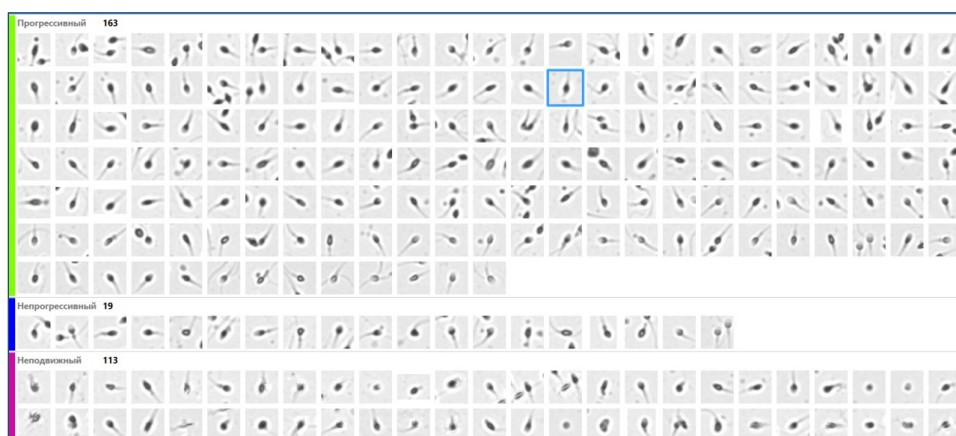 Прогрессивный 163
Непрогрессивный 19
Неподвижный 113